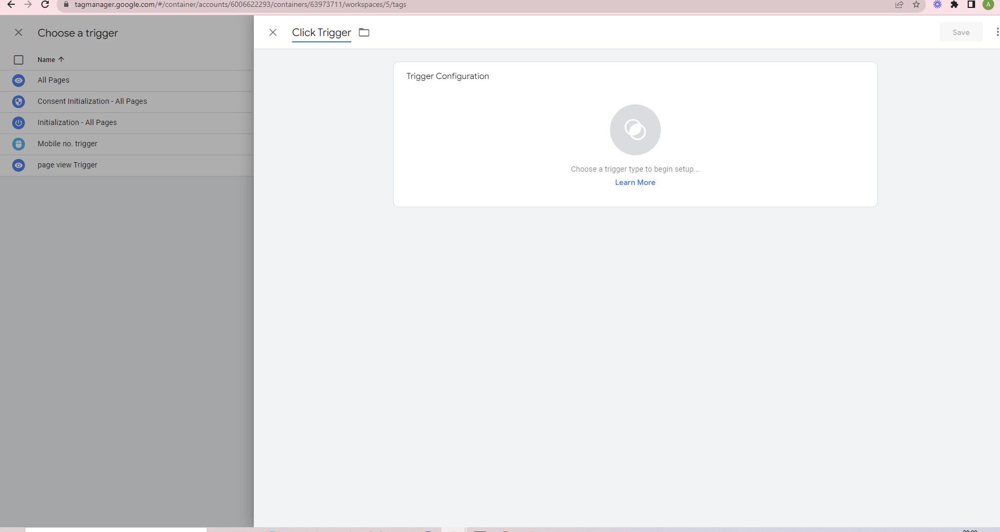 tagmanager.google.com/#/container/accounts/6006622293/containers/63973711/workspaces/5/tags
A
Choose a trigger
Name
All Pages
Consent Initialization - All Pages
Initialization - All Pages
Mobile no. trigger
page view Trigger
Click Trigger
Save
Trigger Configuration
Choose a trigger type to begin setup...
Learn More